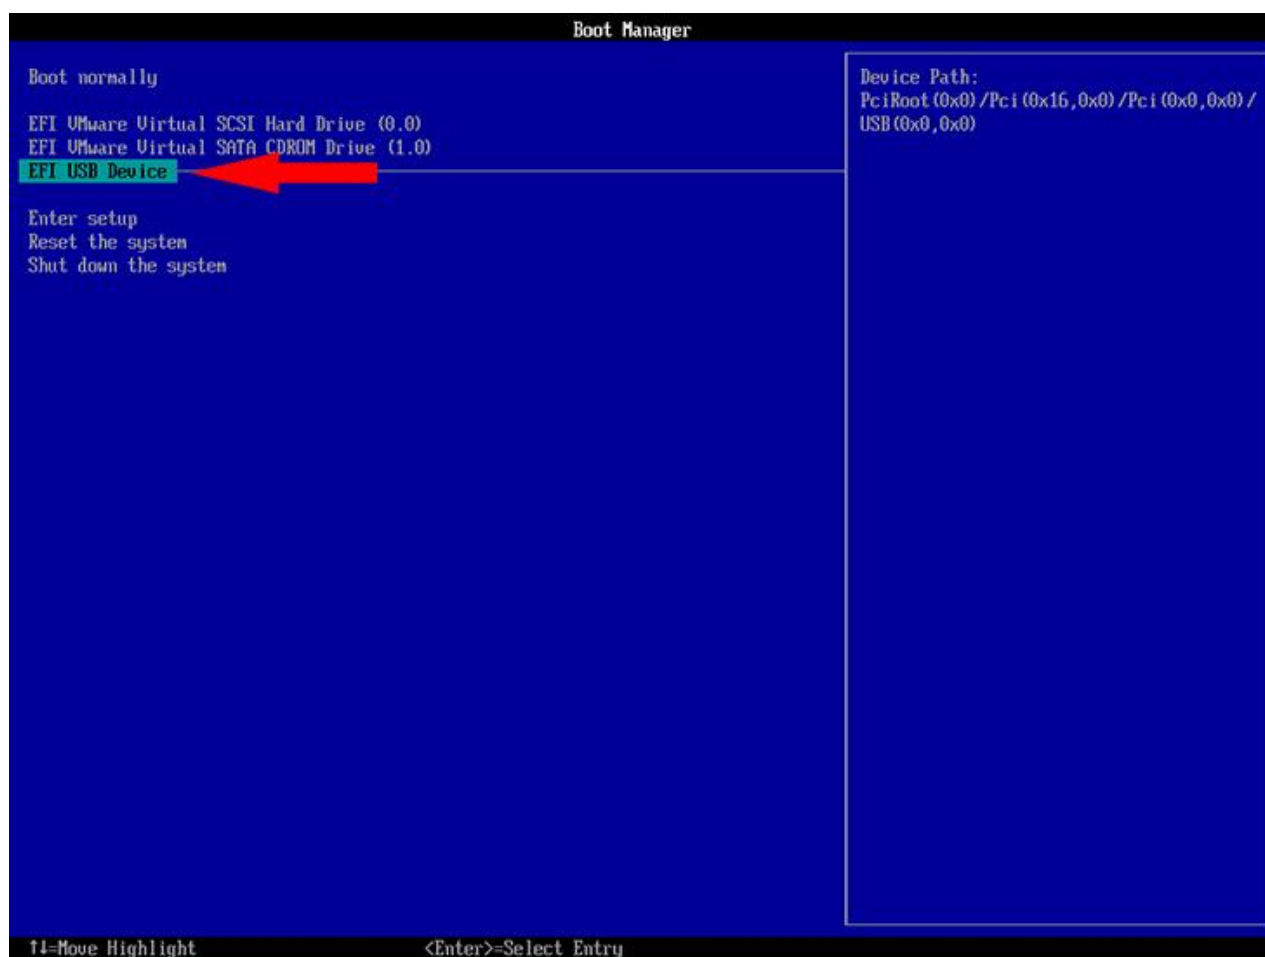 Boot Manager
Boot normally
EFI VMware Virtual SCSI Hard Drive (0.0)
EFI VMware Virtual SATA CDROM Drive (1.0)
EFI USB Device
Enter setup
Reset the system
Shut down the system
Device Path:
PciRoot(0x0)/Pci(0x16,0x0)/Pci(0x0,0x0)/
USB(0x0,0x0)
↑↓=Move Highlight
<Enter>=Select Entry